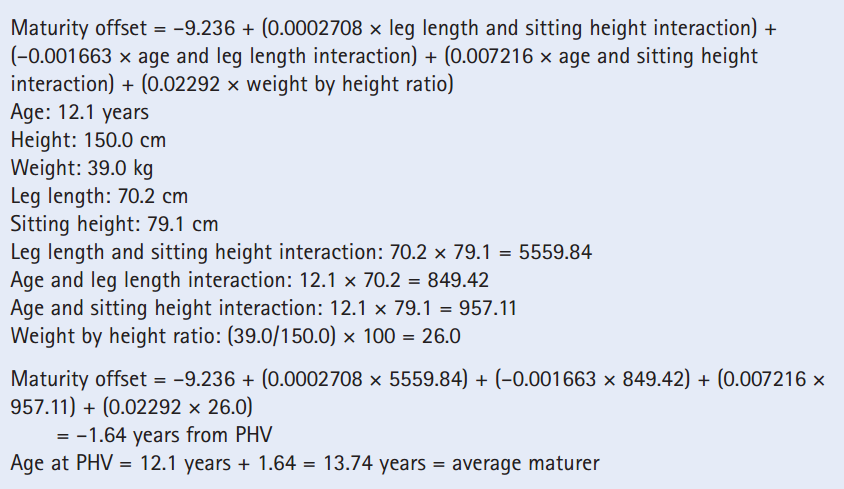 Maturity offset = −9.236 + (0.0002708 × leg length and sitting height interaction) +
(−0.001663 × age and leg length interaction) + (0.007216 × age and sitting height
interaction) + (0.02292 × weight by height ratio)
Age: 12.1 years
Height: 150.0 cm
Weight: 39.0 kg
Leg length: 70.2 cm
Sitting height: 79.1 cm
Leg length and sitting height interaction: 70.2 × 79.1 = 5559.84
Age and leg length interaction: 12.1 × 70.2 = 849.42
Age and sitting height interaction: 12.1 × 79.1 = 957.11
Weight by height ratio: (39.0/150.0) × 100 = 26.0
Maturity offset = −9.236 + (0.0002708 × 5559.84) + (−0.001663 × 849.42) + (0.007216 ×
957.11) + (0.02292 × 26.0)
= −1.64 years from PHV
Age at PHV = 12.1 years + 1.64 = 13.74 years = average maturer